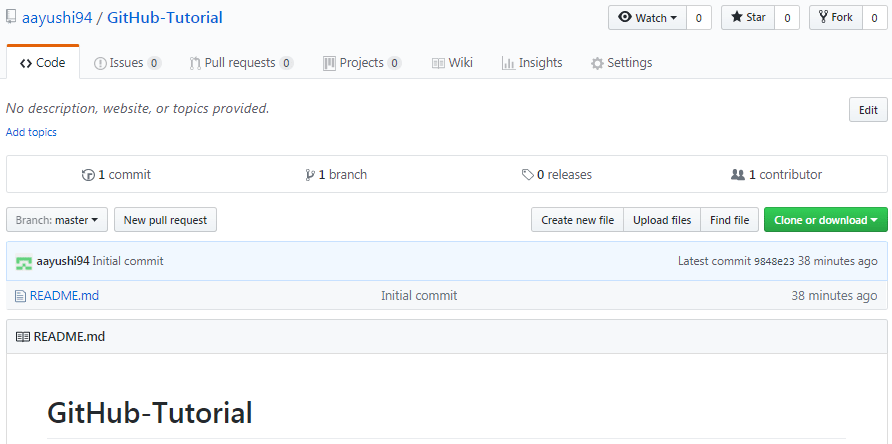 aayushi94 / GitHub-Tutorial Watch 0 Star 0 Fork 0
Code Issues 0 Pull requests 0 Projects 0 Wiki Insights Settings
No description, website, or topics provided. Edit
Add topics
1 commit 1 branch 0 releases 1 contributor
Branch: master New pull request Create new file Upload files Find file Clone or download
aayushi94 Initial commit Latest commit 9848e23 38 minutes ago
README.md Initial commit 38 minutes ago
README.md
GitHub-Tutorial